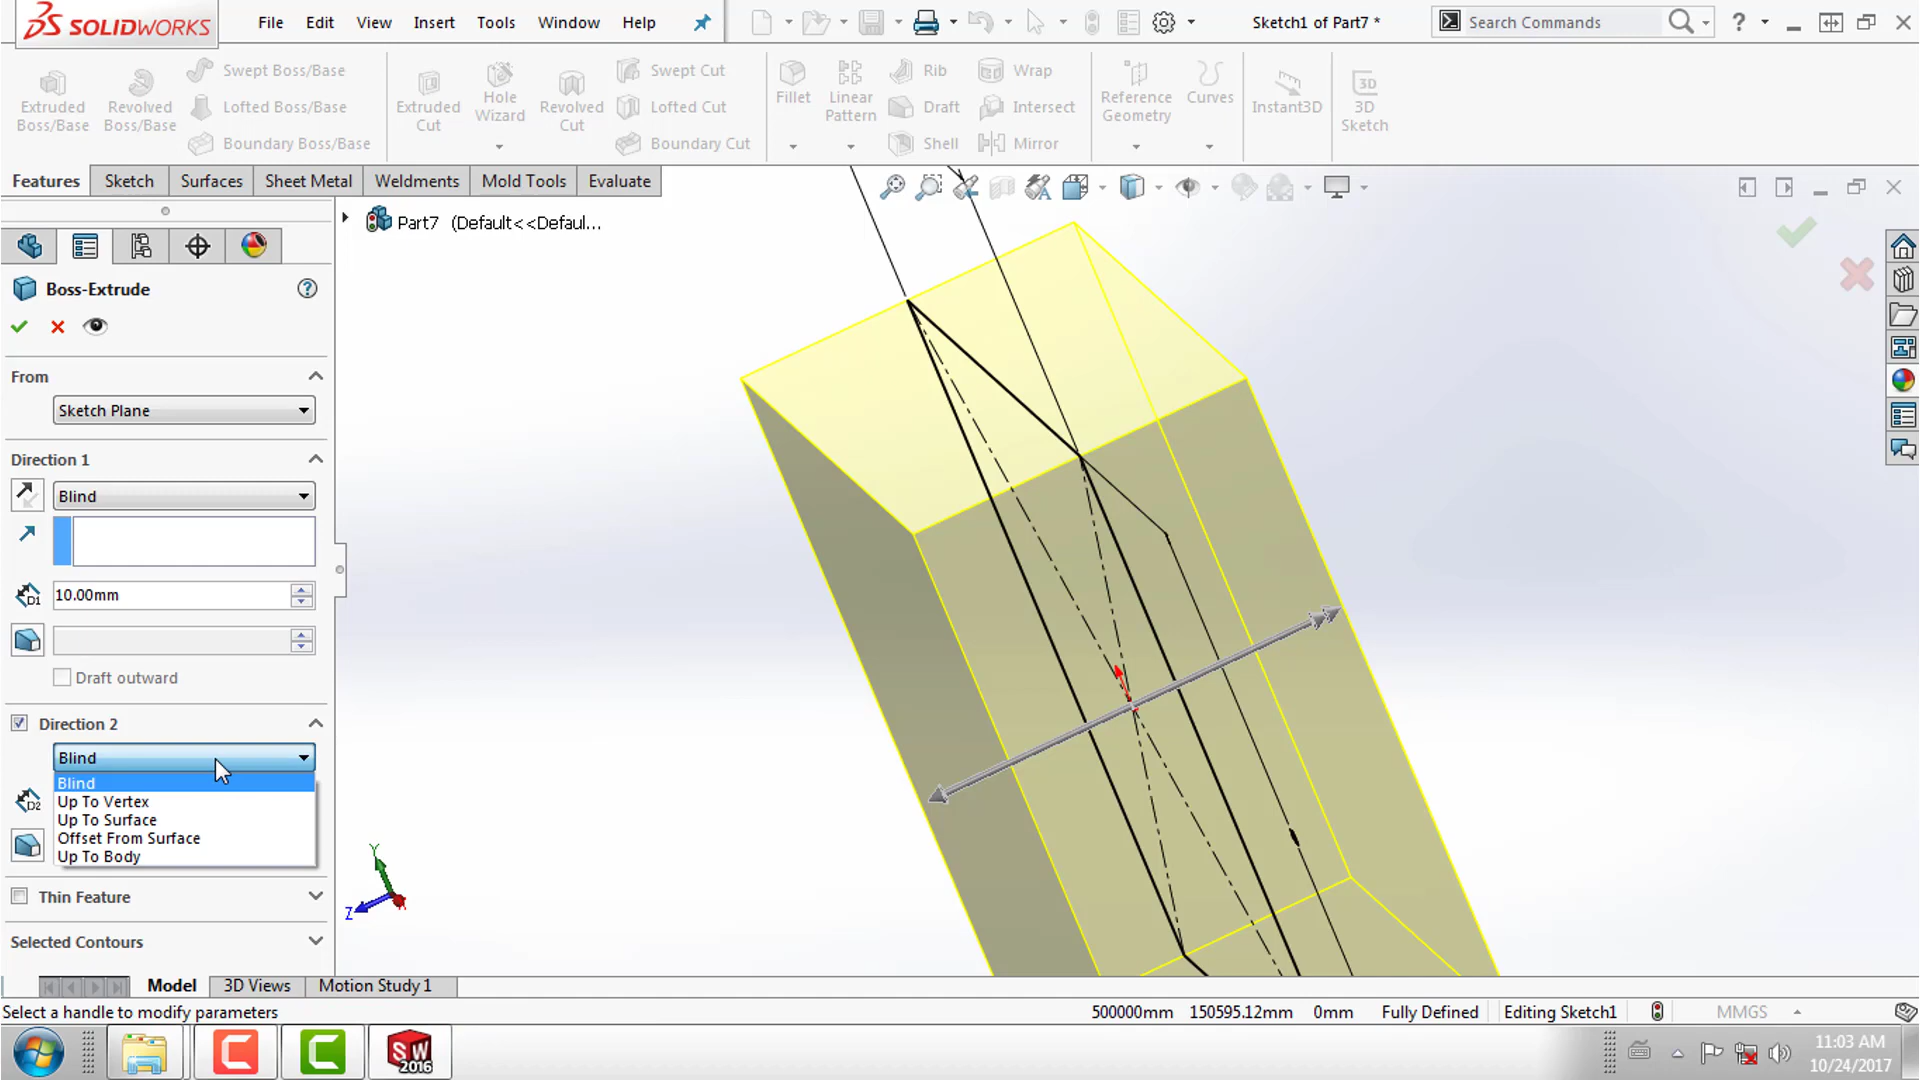 SOLIDWORKS
File Edit View Insert Tools Window Help
Sketch1 of Part7 *
Search Commands
Extruded Boss/Base
Revolved Boss/Base
Swept Boss/Base
Lofted Boss/Base
Boundary Boss/Base
Extruded Cut
Hole Wizard
Revolved Cut
Swept Cut
Lofted Cut
Boundary Cut
Fillet
Linear Pattern
Rib
Draft
Shell
Wrap
Intersect
Mirror
Reference Geometry
Curves
Instant3D
3D Sketch
Features Sketch Surfaces Sheet Metal Weldments Mold Tools Evaluate
Part7 (Default<<Defaul...
Boss-Extrude
From
Sketch Plane
Direction 1
Blind
D1
10.00mm
Draft outward
Direction 2
Blind
Blind
Up To Vertex
Up To Surface
D2
Offset From Surface
Up To Body
Thin Feature
Selected Contours
Y
Z
Model 3D Views Motion Study 1
Select a handle to modify parameters
500000mm 150595.12mm 0mm Fully Defined Editing Sketch1 MMGS
SW
2016
11:03 AM
10/24/2017